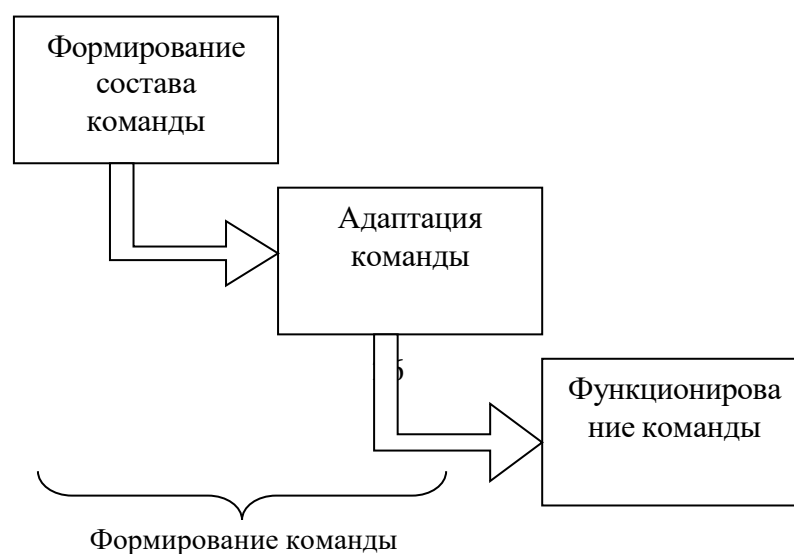 Формирование
состава
команды
Адаптация
команды
Функционирова
ние команды
Формирование команды